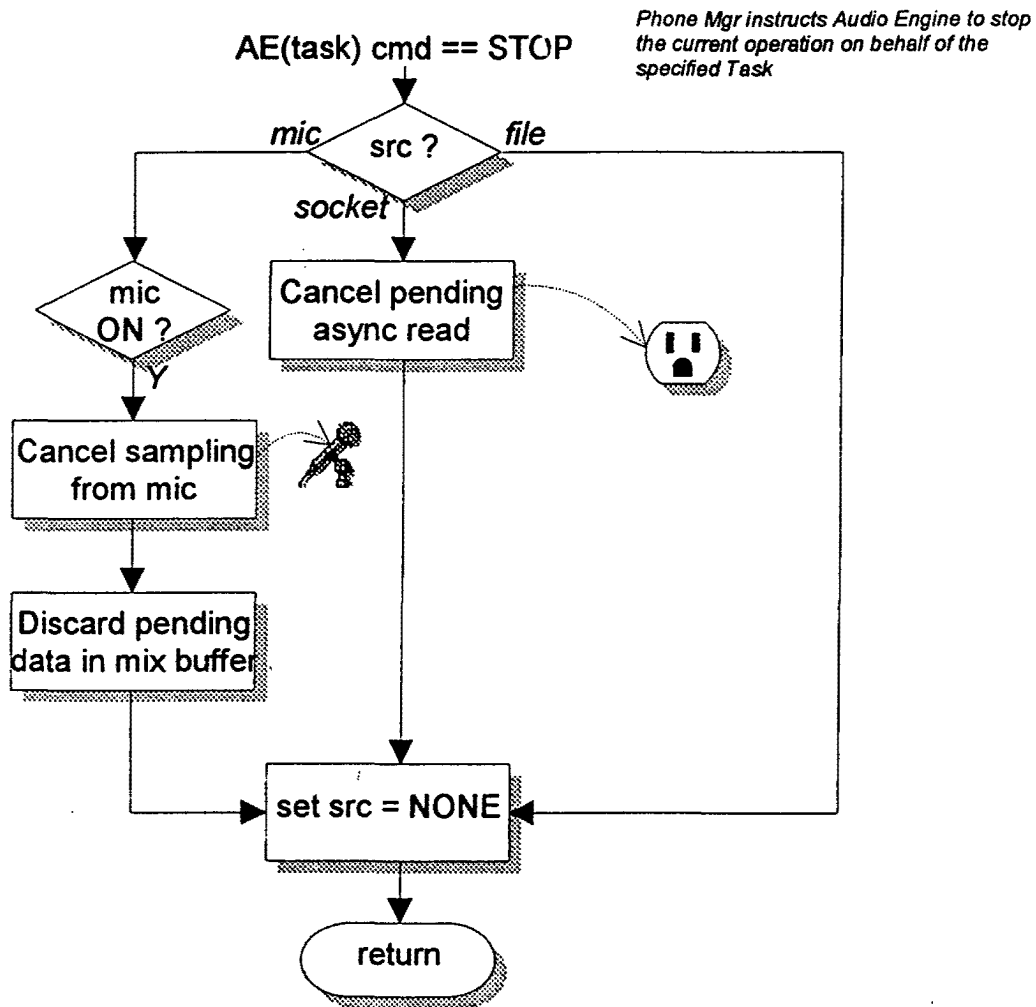 Phone Mgr instructs Audio Engine to stop
the current operation on behalf of the
specified Task
AE(task) cmd == STOP
src ?
mic
file
socket
mic
ON ?
Y
Cancel pending
async read
Cancel sampling
from mic
Discard pending
data in mix buffer
set src = NONE
return